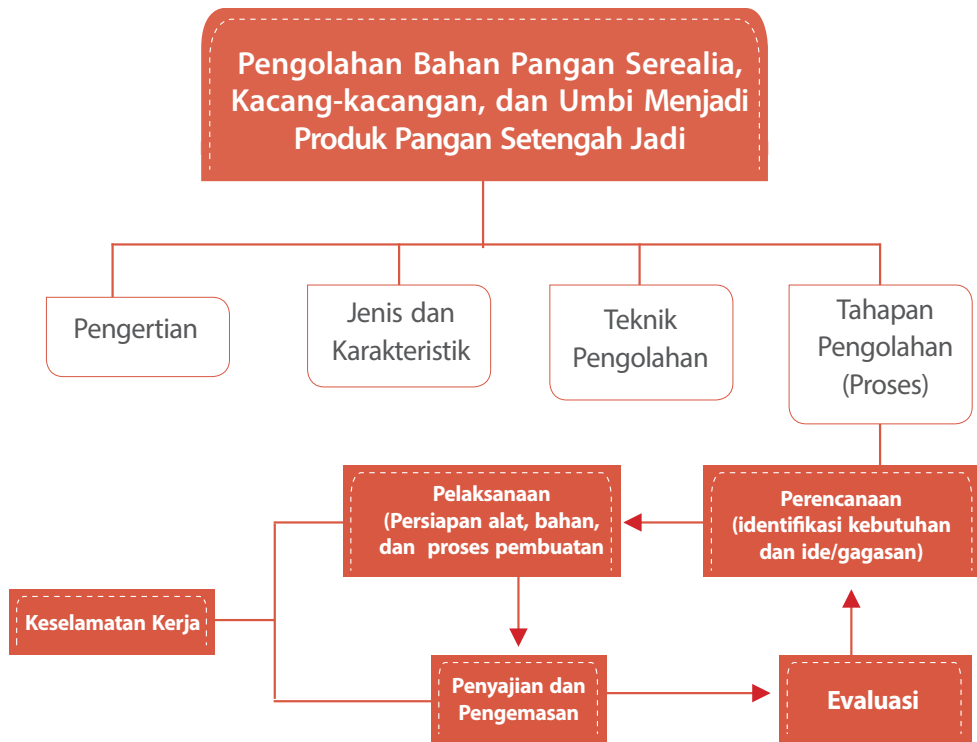 Pengolahan Bahan Pangan Serealia,
Kacang-kacangan, dan Umbi Menjadi
Produk Pangan Setengah Jadi
Pengertian
Jenis dan
Karakteristik
Teknik
Pengolahan
Tahapan
Pengolahan
(Proses)
Perencanaan
(identifikasi kebutuhan
dan ide/gagasan)
Pelaksanaan
(Persiapan alat, bahan,
dan proses pembuatan
Keselamatan Kerja
Penyajian dan
Pengemasan
Evaluasi